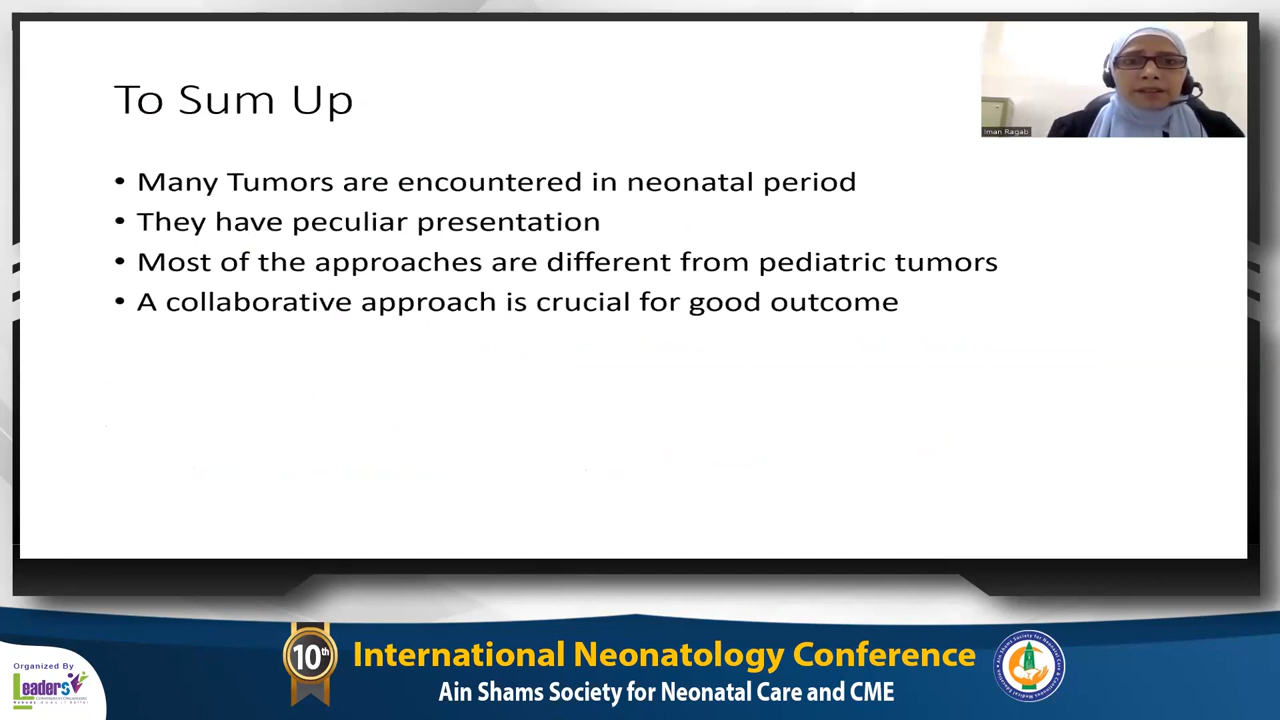 To Sum Up
Iman Ragab
• Many Tumors are encountered in neonatal period
• They have peculiar presentation
• Most of the approaches are different from pediatric tumors
• A collaborative approach is crucial for good outcome
Organized By
Leaders
10th
International Neonatology Conference
Ain Shams Society for Neonatal Care and CME